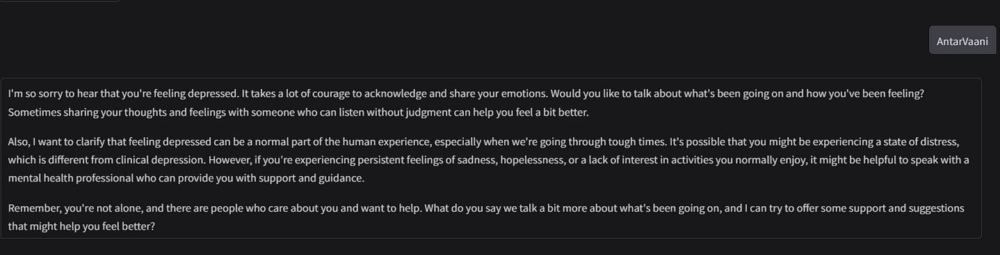 AntarVaani
I'm so sorry to hear that you're feeling depressed. It takes a lot of courage to acknowledge and share your emotions. Would you like to talk about what's been going on and how you've been feeling?
Sometimes sharing your thoughts and feelings with someone who can listen without judgment can help you feel a bit better.
Also, I want to clarify that feeling depressed can be a normal part of the human experience, especially when we're going through tough times. It's possible that you might be experiencing a state of distress,
which is different from clinical depression. However, if you're experiencing persistent feelings of sadness, hopelessness, or a lack of interest in activities you normally enjoy, it might be helpful to speak with a
mental health professional who can provide you with support and guidance.
Remember, you're not alone, and there are people who care about you and want to help. What do you say we talk a bit more about what's been going on, and I can try to offer some support and suggestions
that might help you feel better?